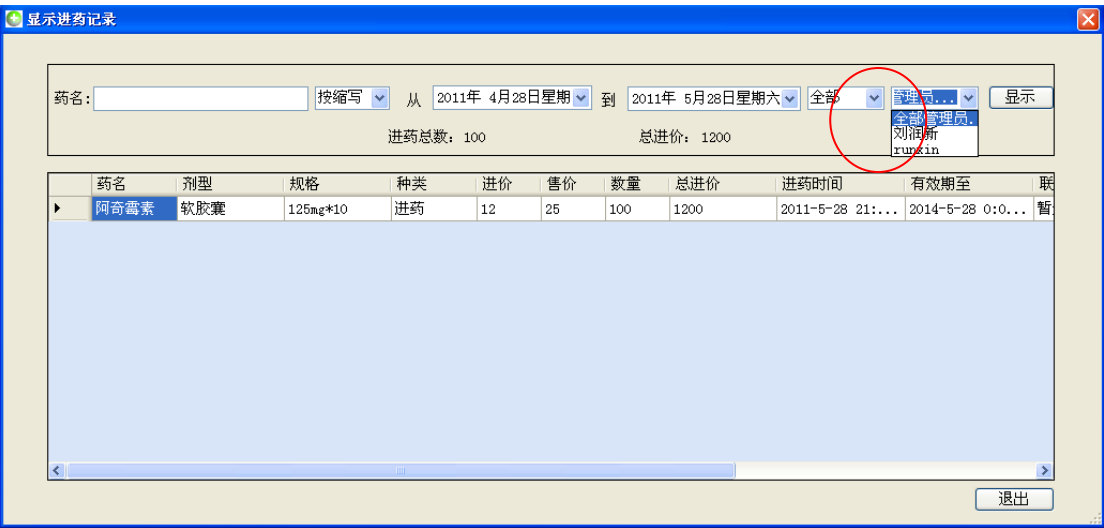 显示进药记录
药名: 按缩写 从 2011年 4月28日星期 到 2011年 5月28日星期六 全部 管理员... 显示
全部管理员.
刘润新
runxin
进药总数: 100 总进价: 1200
药名 剂型 规格 种类 进价 售价 数量 总进价 进药时间 有效期至 联
阿奇霉素 软胶囊 125mg*10 进药 12 25 100 1200 2011-5-28 21:... 2014-5-28 0:0... 暂
退出